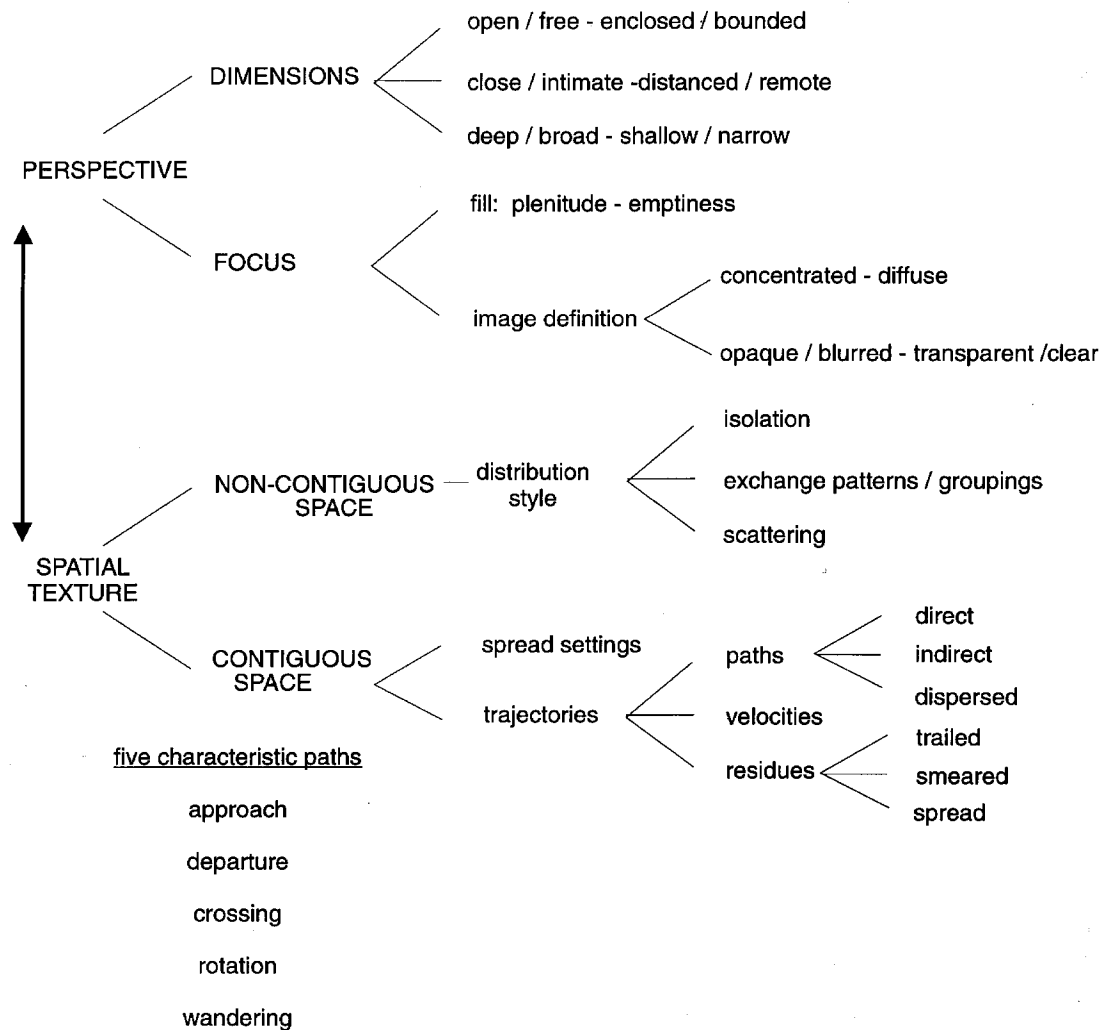 open / free - enclosed / bounded
DIMENSIONS
close / intimate -distanced / remote
deep / broad - shallow / narrow
PERSPECTIVE
fill: plenitude - emptiness
FOCUS
concentrated - diffuse
image definition
opaque / blurred - transparent /clear
isolation
NON-CONTIGUOUS
SPACE
distribution
style
exchange patterns / groupings
scattering
SPATIAL
TEXTURE
CONTIGUOUS
SPACE
spread settings
trajectories
paths
direct
indirect
dispersed
velocities
residues
trailed
smeared
spread
five characteristic paths
approach
departure
crossing
rotation
wandering